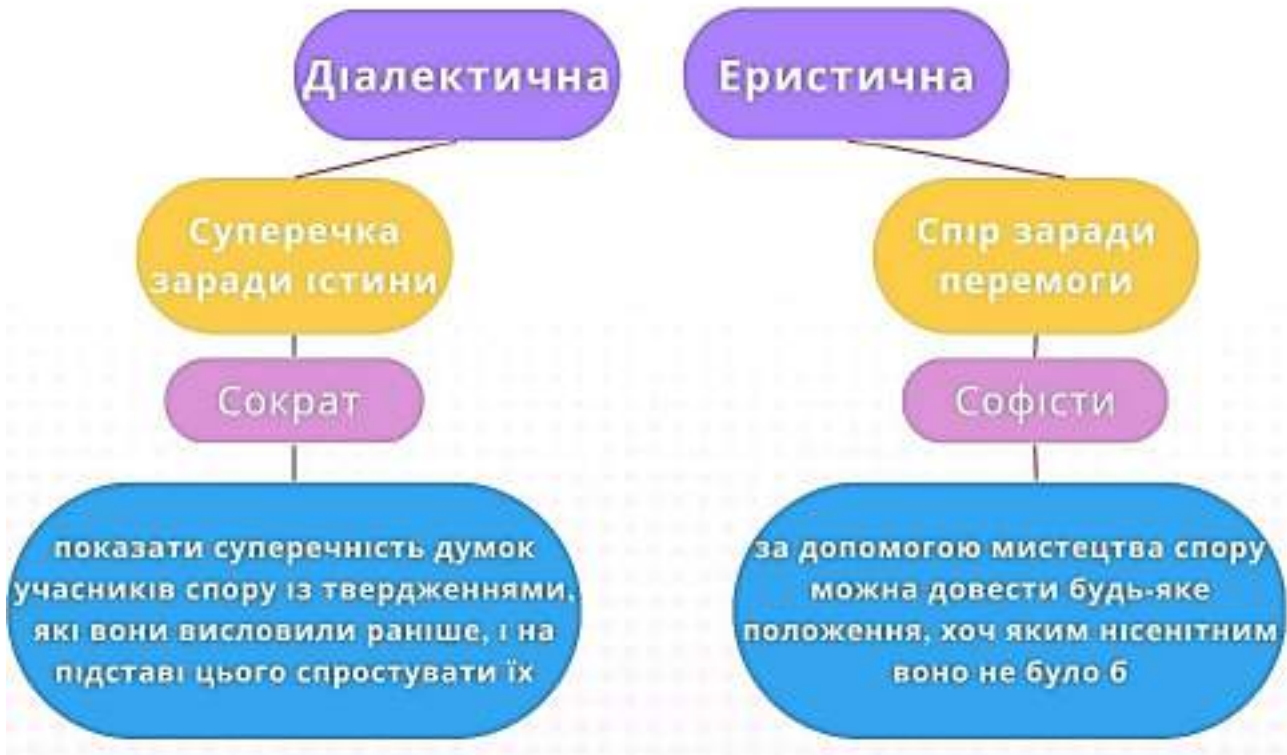 Діалектична
Еристична
Суперечка
заради істини
Спір заради
перемоги
Сократ
Софісти
показати суперечність думок
учасників спору із твердженнями,
які вони висловили раніше, і на
підставі цього спростувати їх
за допомогою мистецтва спору
можна довести будь-яке
положення, хоч яким нісенітним
воно не було б